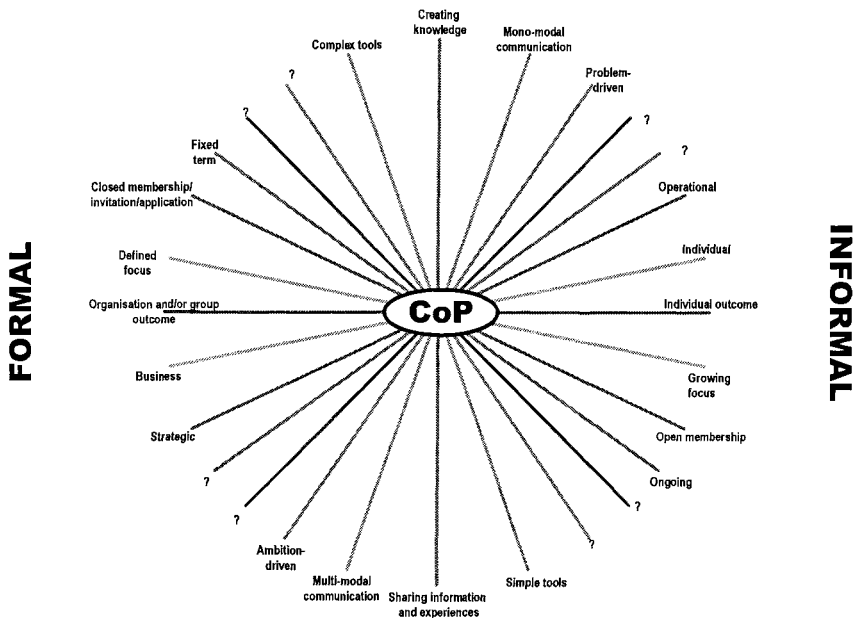 Creating
knowledge
Complex tools
Mono-modal
communication
?
Problem-
driven
?
?
Fixed
term
?
Closed membership/
invitation/application
Operational
Defined
focus
Individual
FORMAL
INFORMAL
Organisation and/or group
outcome
CoP
Individual outcome
Business
Growing
focus
Strategic
Open membership
?
Ongoing
?
?
Ambition-
driven
?
Multi-modal
communication
Simple tools
Sharing information
and experiences